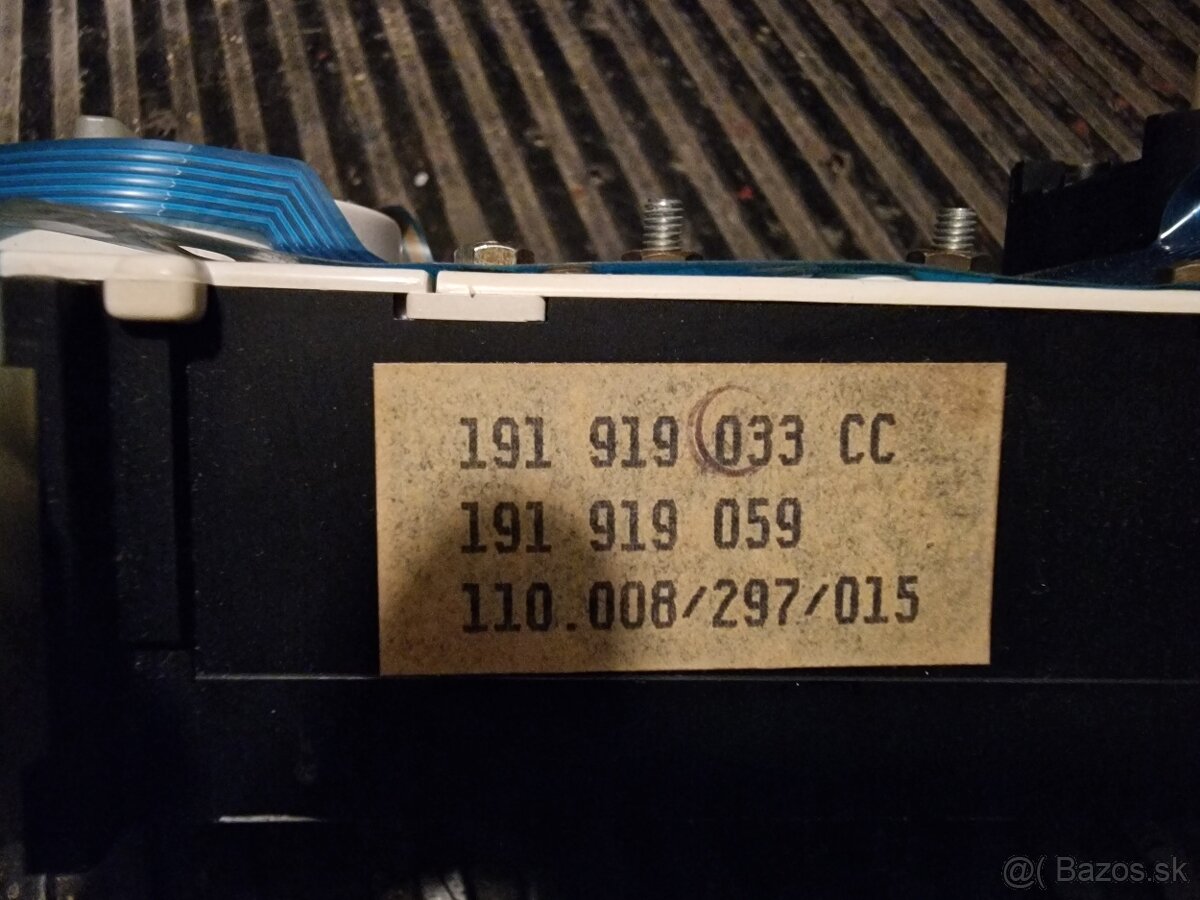 191 919 033 CC
191 919 059
110.008/297/015
@( Bazos.sk